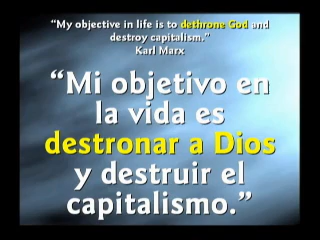 “My objective in life is to dethrone God and
destroy capitalism.”
Karl Marx
“Mi objetivo en
la vida es
destronar a Dios
y destruir el
capitalismo.”